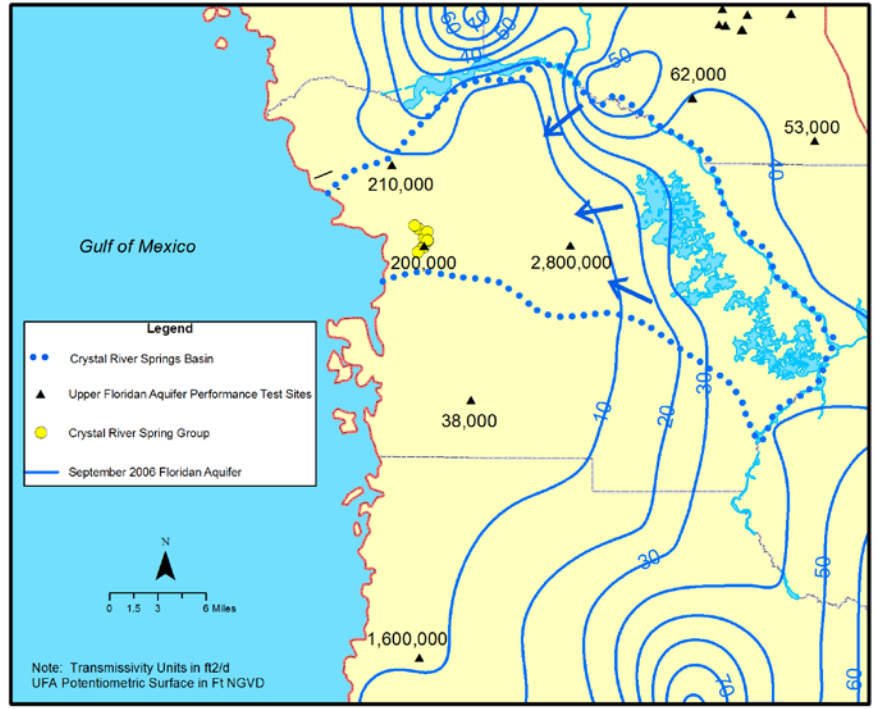 60
70
50
40
50
62,000
53,000
40
210,000
Gulf of Mexico
200,000
2,800,000
Legend
Crystal River Springs Basin
Upper Floridan Aquifer Performance Test Sites
Crystal River Spring Group
September 2006 Floridan Aquifer
30
10
20
38,000
N
30
50
0 1.5 3 6 Miles
1,600,000
70
60
Note: Transmissivity Units in ft2/d
UFA Potentiometric Surface in Ft NGVD